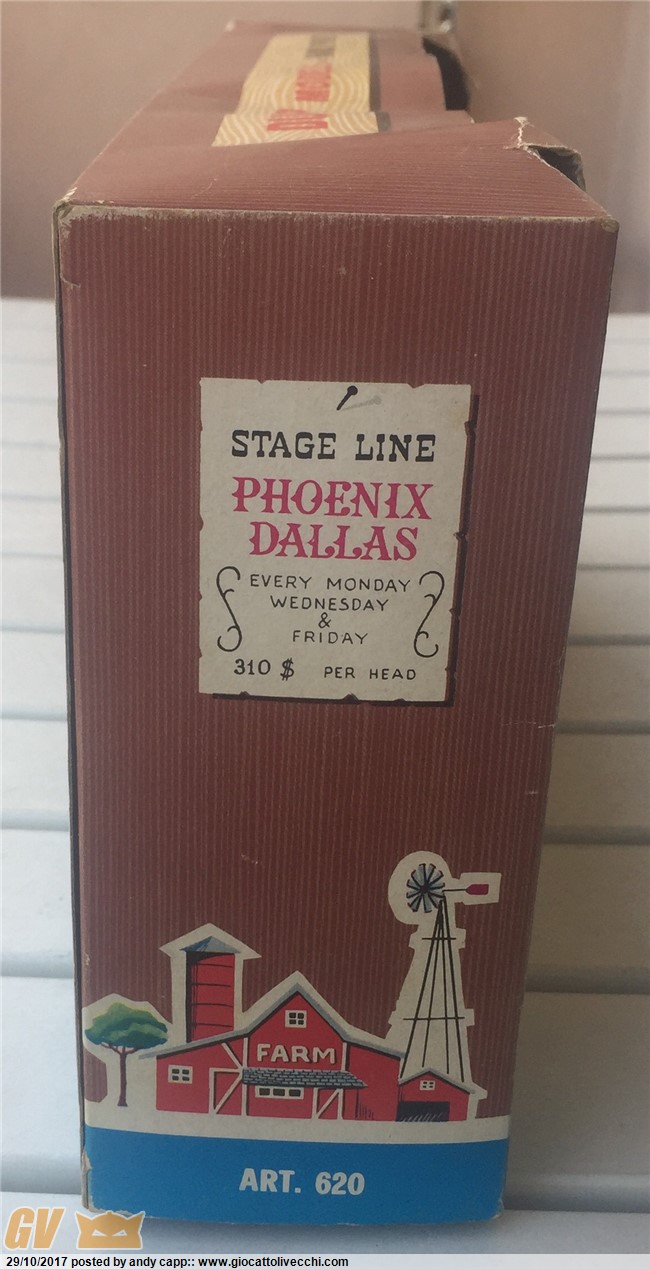 STAGE LINE
PHOENIX
DALLAS
EVERY MONDAY
WEDNESDAY
&
FRIDAY
310 $ PER HEAD
FARM
ART. 620
GV
29/10/2017 posted by andy capp:: www.giocattolivecchi.com